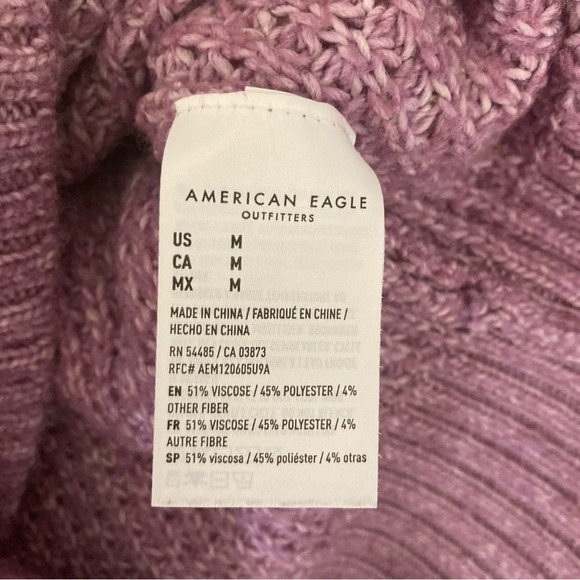 AMERICAN EAGLE
OUTFITTERS
US M
CA M
MX M
MADE IN CHINA / FABRIQUÉ EN CHINE /
HECHO EN CHINA
RN 54485 / CA 03873
RFC# AEM120605U9A
EN 51% VISCOSE / 45% POLYESTER / 4%
OTHER FIBER
FR 51% VISCOSE / 45% POLYESTER / 4%
AUTRE FIBRE
SP 51% viscosa / 45% poliéster / 4% otras